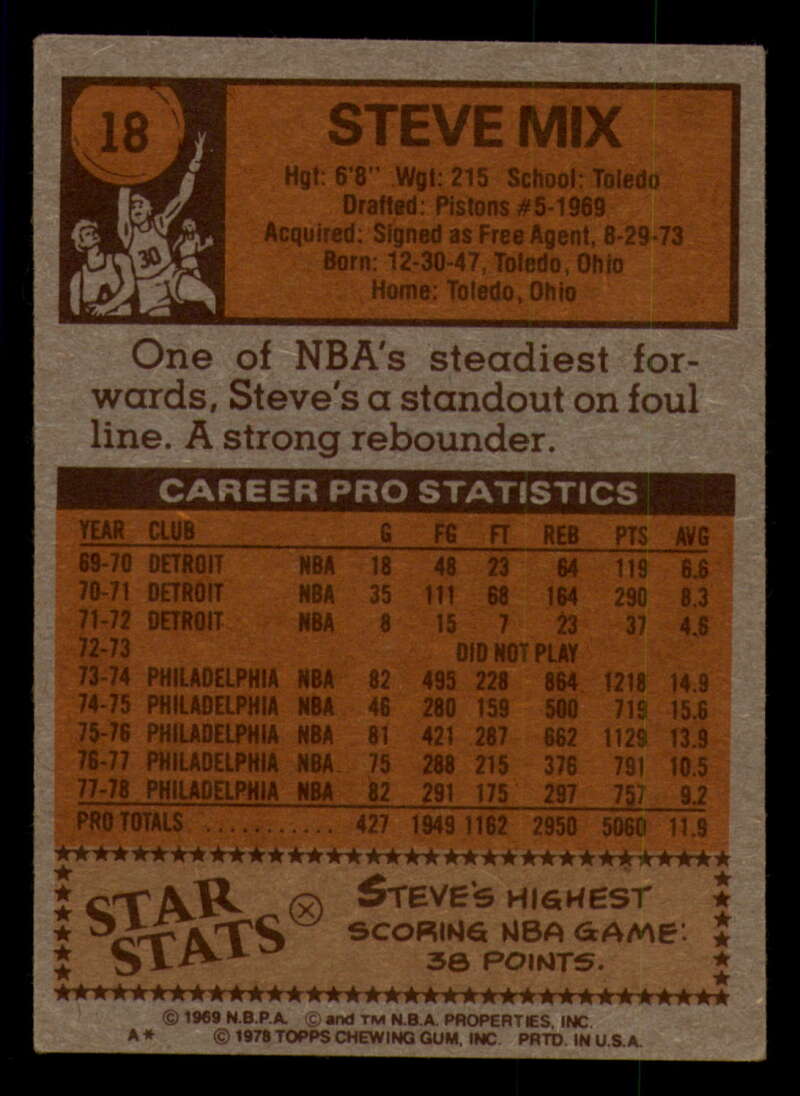 18
STEVE MIX
Hgt: 6'8" Wgt: 215 School: Toledo
Drafted: Pistons #5-1969
Acquired: Signed as Free Agent, 8-29-73
Born: 12-30-47, Toledo, Ohio
Home: Toledo, Ohio
30
One of NBA's steadiest for-
wards, Steve's a standout on foul
line. A strong rebounder.
CAREER PRO STATISTICS
YEAR CLUB G FG FT REB PTS AVG
69-70 DETROIT NBA 18 48 23 64 119 6.6
70-71 DETROIT NBA 35 111 68 164 290 8.3
71-72 DETROIT NBA 8 15 7 23 37 4.6
72-73 DID NOT PLAY
73-74 PHILADELPHIA NBA 82 495 228 864 1218 14.9
74-75 PHILADELPHIA NBA 46 280 159 500 719 15.6
75-76 PHILADELPHIA NBA 81 421 287 662 1129 13.9
76-77 PHILADELPHIA NBA 75 288 215 376 791 10.5
77-78 PHILADELPHIA NBA 82 291 175 297 757 9.2
PRO TOTALS ............ 427 1949 1162 2950 5060 11.9
STAR STATS
STEVE'S HIGHEST
SCORING NBA GAME:
38 POINTS.
© 1969 N.B.P.A. © and TM N.B.A. PROPERTIES, INC.
A* © 1978 TOPPS CHEWING GUM, INC. PRTD. IN U.S.A.